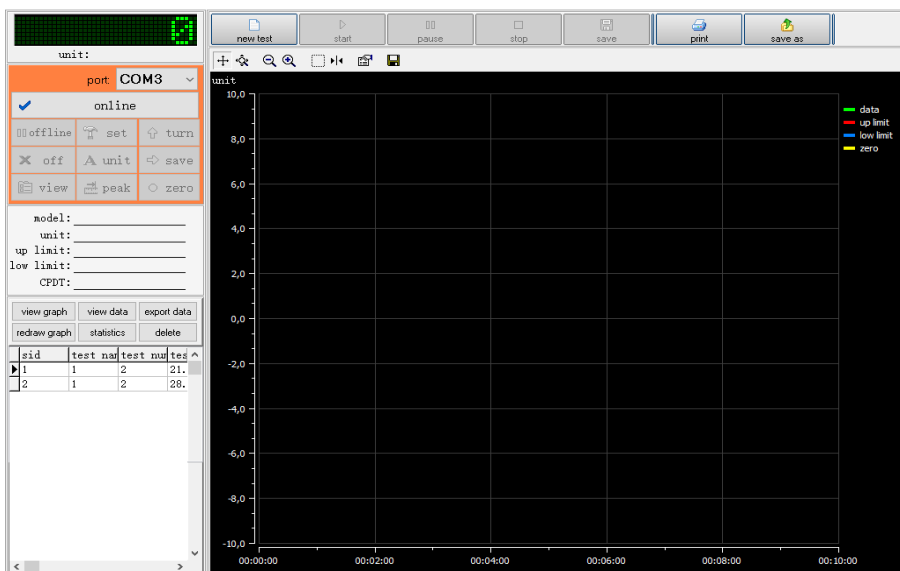 0
unit:
port: COM3
online
offline set turn
off unit save
view peak zero
model:
unit:
up limit:
low limit:
CPDT:
view graph view data export data
redraw graph statistics delete
sid test nar test nur tes
1 1 2 21.
2 1 2 28.
new test start pause stop save print save as
unit
10,0
8,0
6,0
4,0
2,0
0,0
-2,0
-4,0
-6,0
-8,0
-10,0
00:00:00 00:02:00 00:04:00 00:06:00 00:08:00 00:10:00
data
up limit
low limit
zero